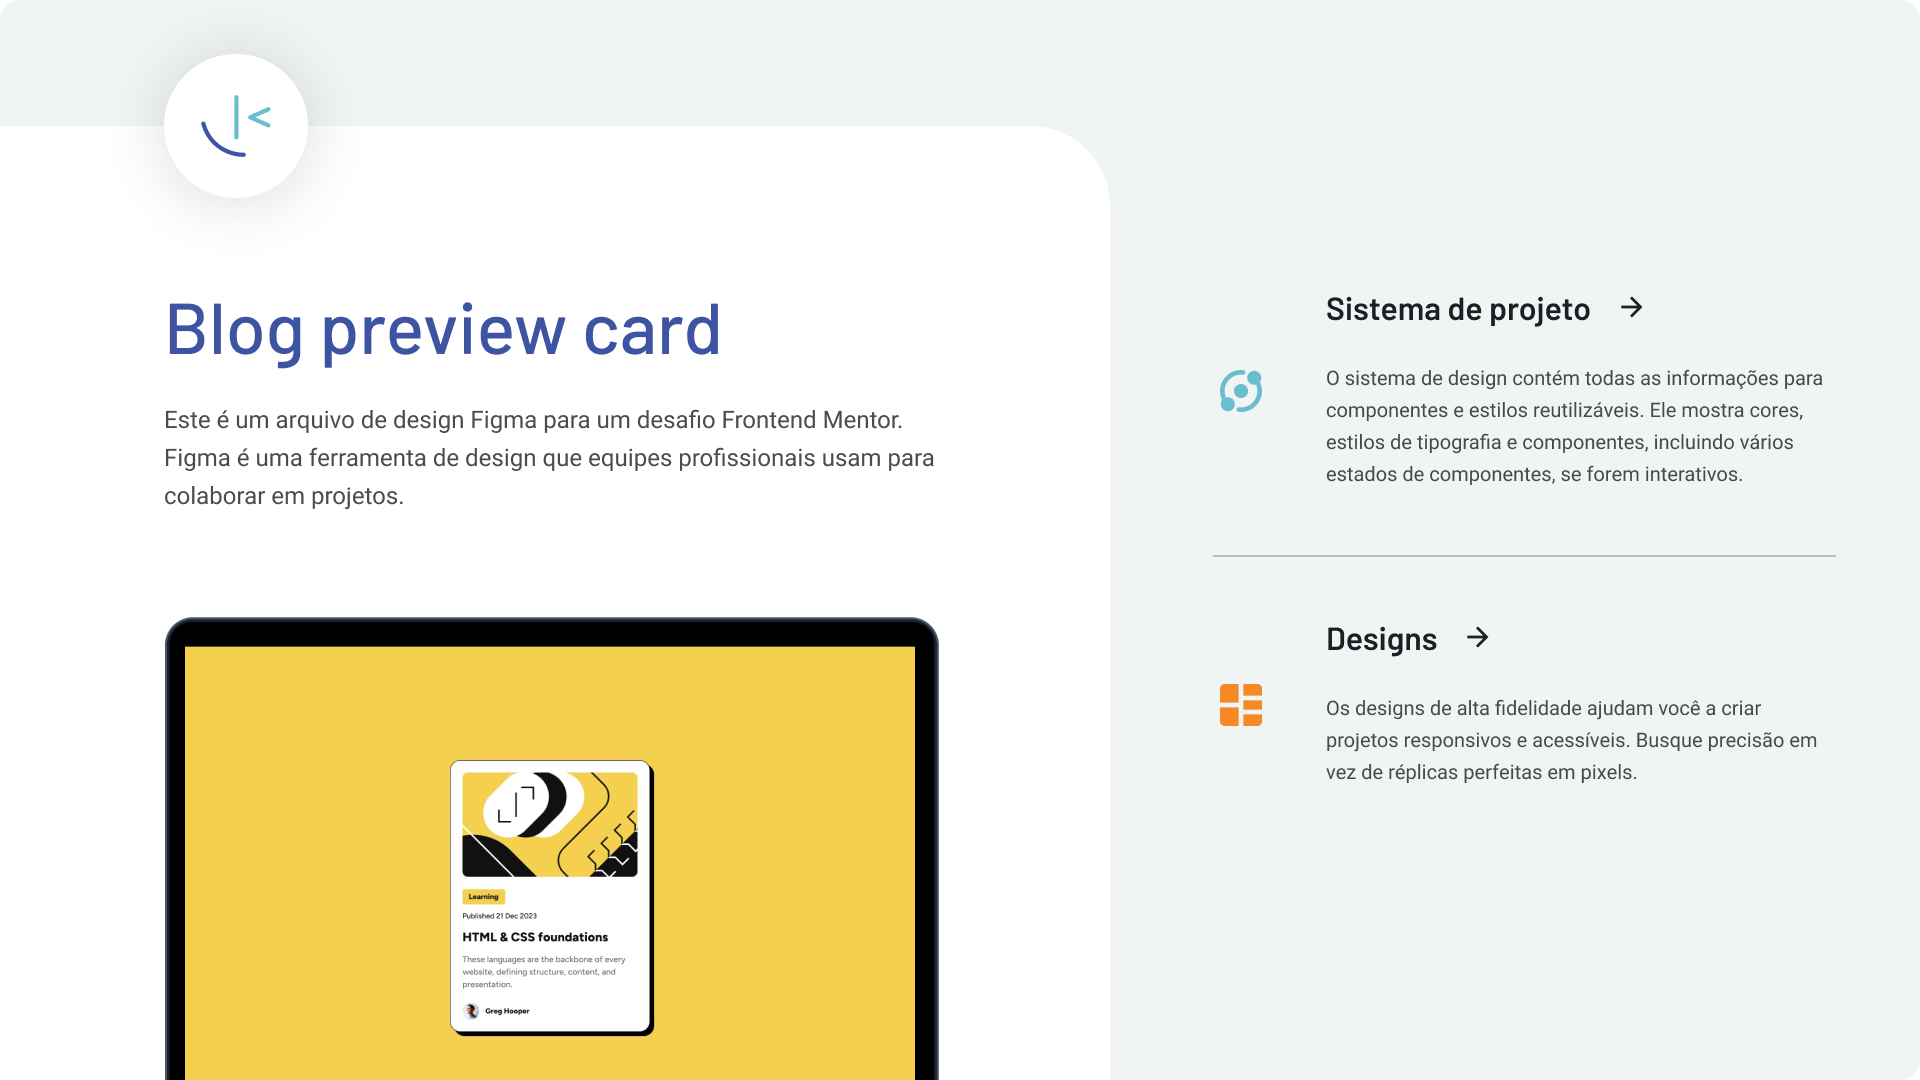 Blog preview card
Este é um arquivo de design Figma para um desafio Frontend Mentor.
Figma é uma ferramenta de design que equipes profissionais usam para
colaborar em projetos.
Learning
Published 21 Dec 2023
HTML & CSS foundations
These languages are the backbone of every
website, defining structure, content, and
presentation.
Greg Hooper
Sistema de projeto
O sistema de design contém todas as informações para
componentes e estilos reutilizáveis. Ele mostra cores,
estilos de tipografia e componentes, incluindo vários
estados de componentes, se forem interativos.
Designs
Os designs de alta fidelidade ajudam você a criar
projetos responsivos e acessíveis. Busque precisão em
vez de réplicas perfeitas em pixels.